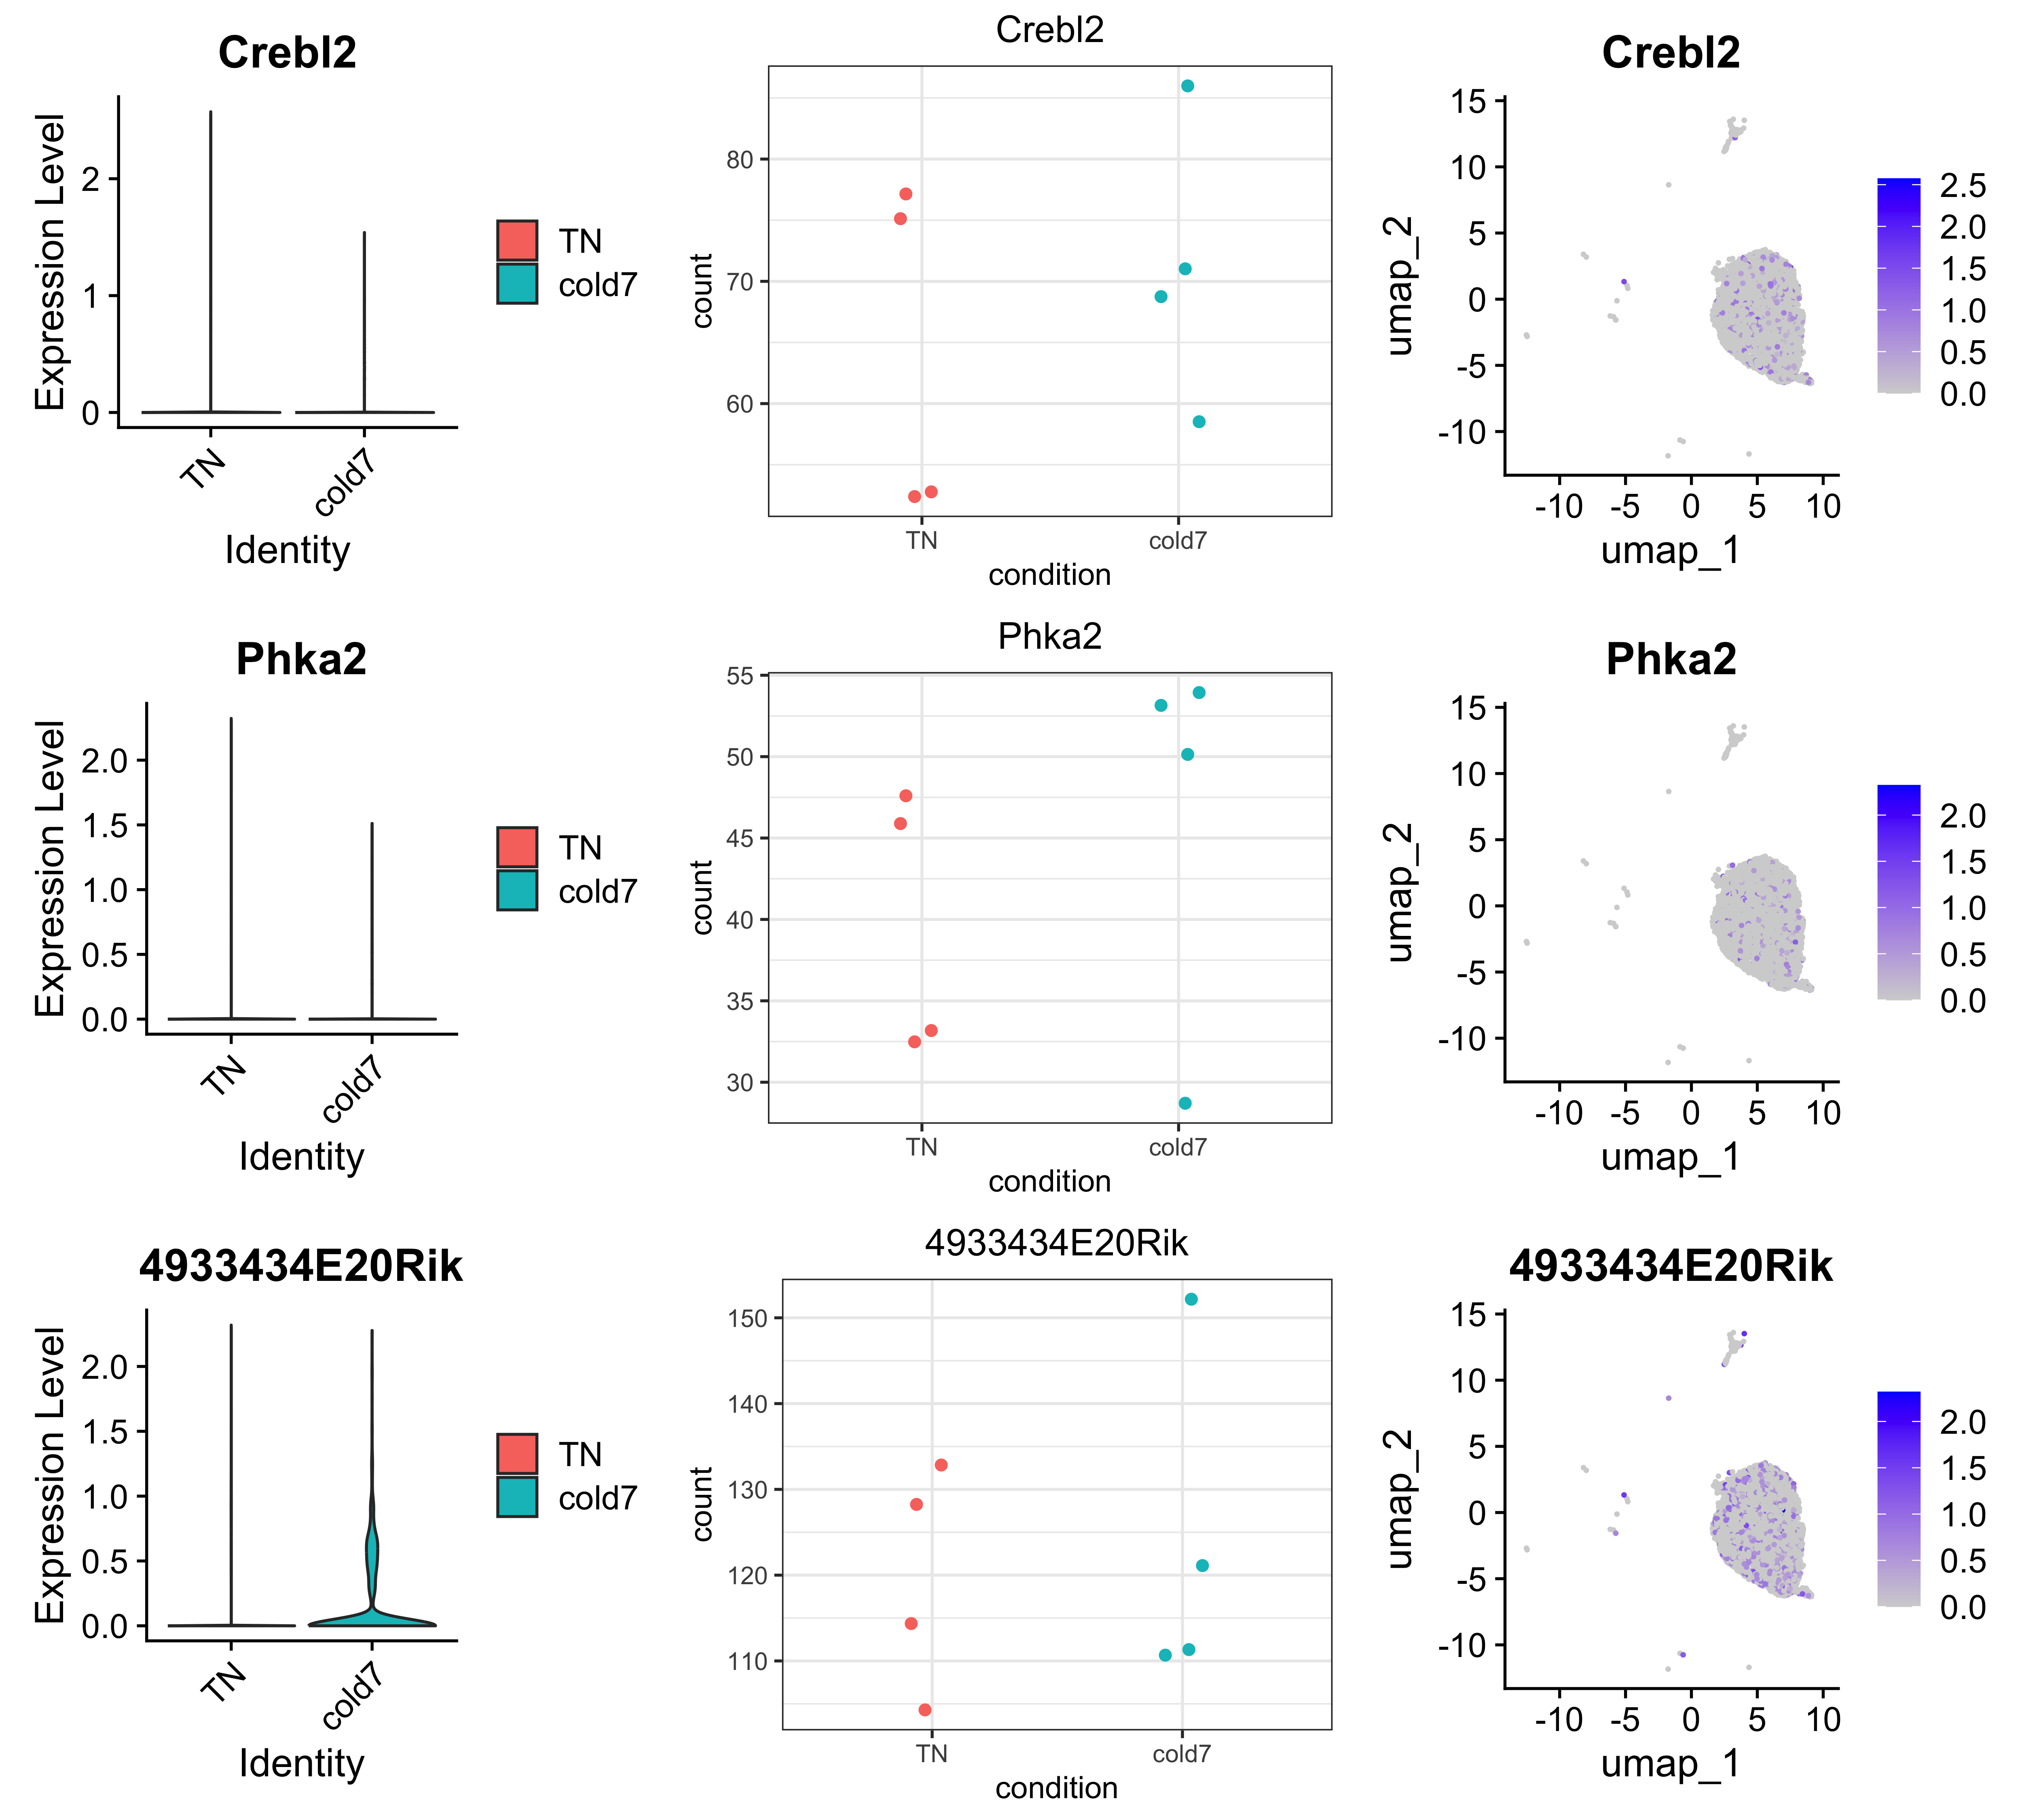 Crebl2
Expression Level
2
1
0
TN
cold7
Identity
TN
cold7
Crebl2
count
80
70
60
TN
cold7
condition
Crebl2
umap_2
15
10
5
0
-5
-10
-10
-5
0
5
10
umap_1
2.5
2.0
1.5
1.0
0.5
0.0
Phka2
Expression Level
2.0
1.5
1.0
0.5
0.0
TN
cold7
Identity
TN
cold7
Phka2
count
55
50
45
40
35
30
TN
cold7
condition
Phka2
umap_2
15
10
5
0
-5
-10
-10
-5
0
5
10
umap_1
2.0
1.5
1.0
0.5
0.0
4933434E20Rik
Expression Level
2.0
1.5
1.0
0.5
0.0
TN
cold7
Identity
TN
cold7
4933434E20Rik
count
150
140
130
120
110
TN
cold7
condition
4933434E20Rik
umap_2
15
10
5
0
-5
-10
-10
-5
0
5
10
umap_1
2.0
1.5
1.0
0.5
0.0